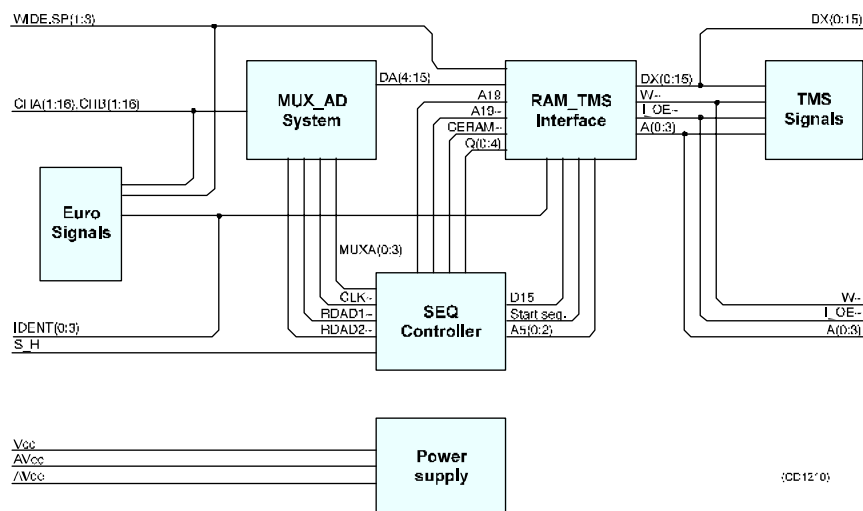 WIDE.SP(1:3)
DX(0:15)
CHA(1:16).CHB(1:16)
MUX_AD
System
DA(4:15)
A18
A19~
CERAM~
Q(0:4)
RAM_TMS
Interface
DX(0:15)
W~
I_OE~
A(0:3)
TMS
Signals
Euro
Signals
MUXA(0:3)
CLK~
RDAD1~
RDAD2~
SEQ
Controller
D15
Start seq.
A5(0:2)
W~
I_OE~
A(0:3)
IDENT(0:3)
S_H
Vcc
AVcc
Power
supply
(CD1210)